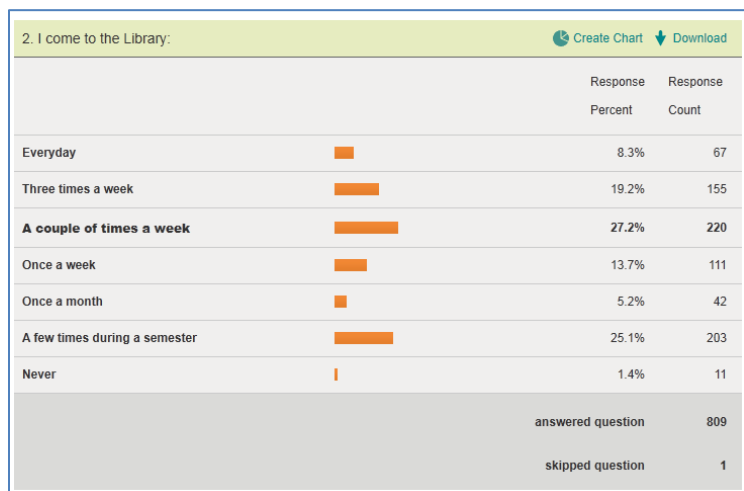 2. I come to the Library: Create Chart Download
Response Response
Percent Count
Everyday 8.3% 67
Three times a week 19.2% 155
A couple of times a week 27.2% 220
Once a week 13.7% 111
Once a month 5.2% 42
A few times during a semester 25.1% 203
Never 1.4% 11
answered question 809
skipped question 1